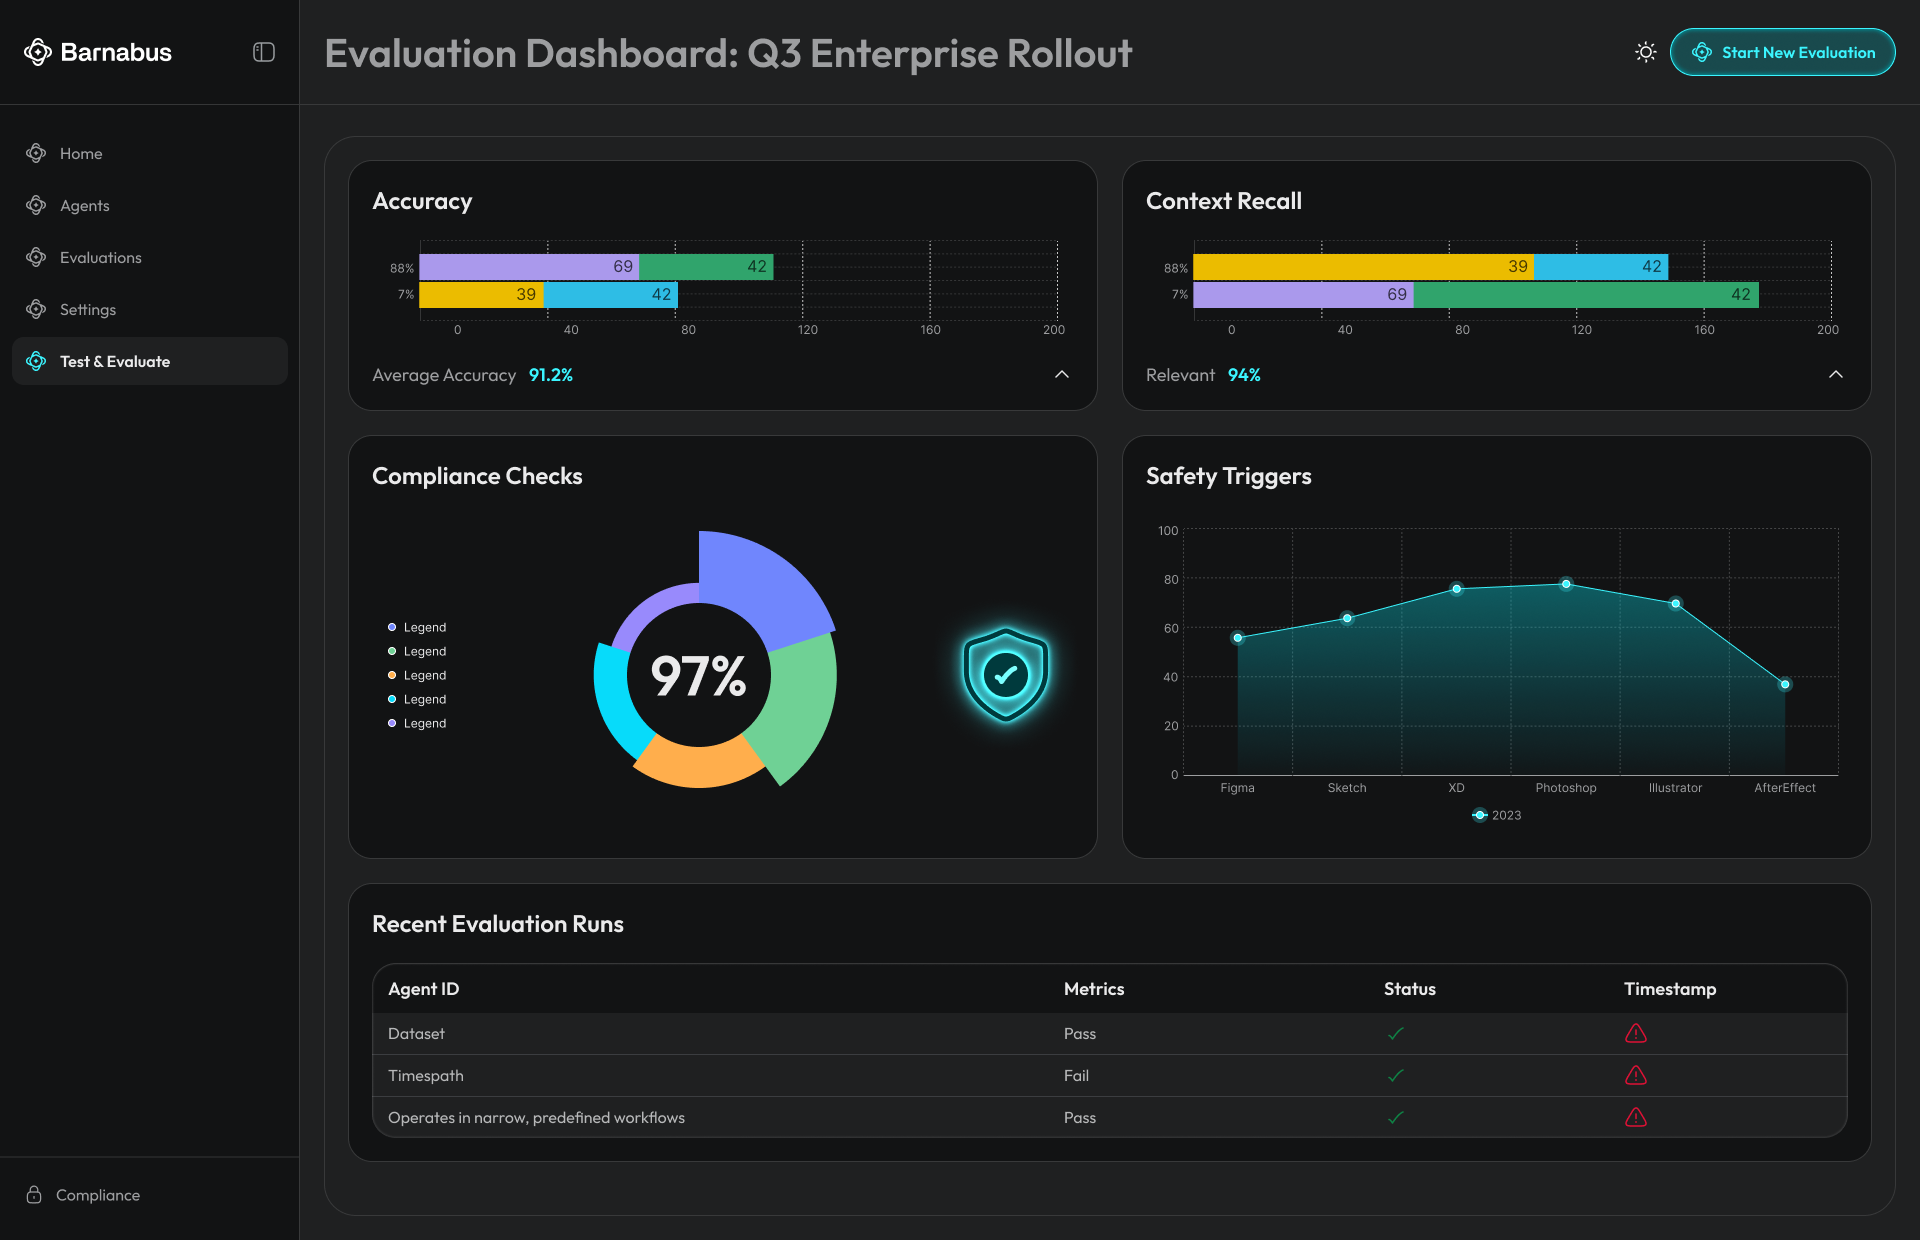 Barnabus
Evaluation Dashboard: Q3 Enterprise Rollout
Start New Evaluation
Home
Agents
Evaluations
Settings
Test & Evaluate
Compliance
Accuracy
88% 69 42
7% 39 42
0 40 80 120 160 200
Average Accuracy 91.2%
Context Recall
88% 39 42
7% 69 42
0 40 80 120 160 200
Relevant 94%
Compliance Checks
Legend
Legend
Legend
Legend
Legend
97%
Safety Triggers
100
80
60
40
20
0
Figma Sketch XD Photoshop Illustrator AfterEffect
2023
Recent Evaluation Runs
Agent ID Metrics Status Timestamp
Dataset Pass
Timespath Fail
Operates in narrow, predefined workflows Pass